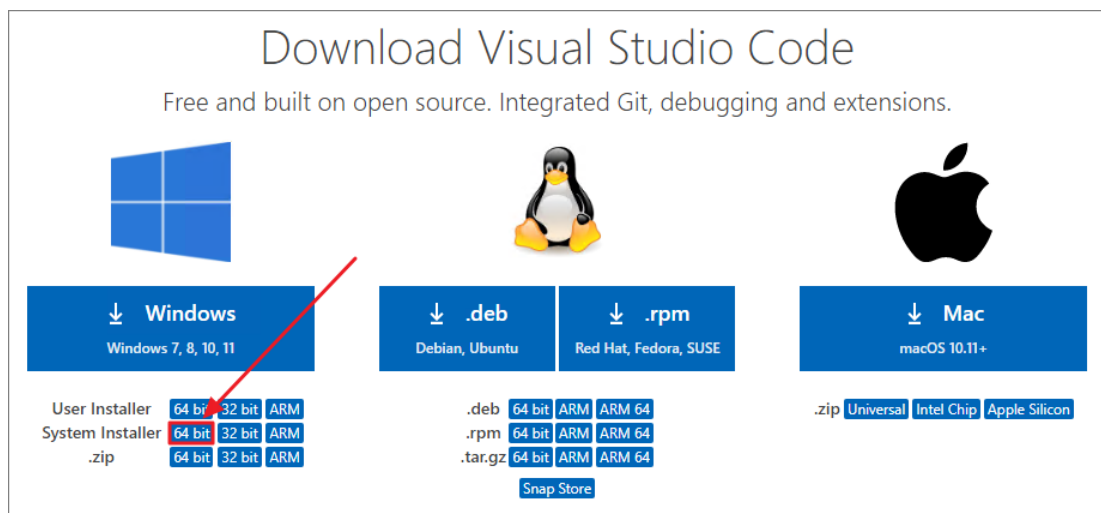 Download Visual Studio Code
Free and built on open source. Integrated Git, debugging and extensions.
Windows
Windows 7, 8, 10, 11
User Installer 64 bit 32 bit ARM
System Installer 64 bit 32 bit ARM
.zip 64 bit 32 bit ARM
.deb
Debian, Ubuntu
.rpm
Red Hat, Fedora, SUSE
.deb 64 bit ARM ARM 64
.rpm 64 bit ARM ARM 64
.tar.gz 64 bit ARM ARM 64
Snap Store
Mac
macOS 10.11+
.zip Universal Intel Chip Apple Silicon